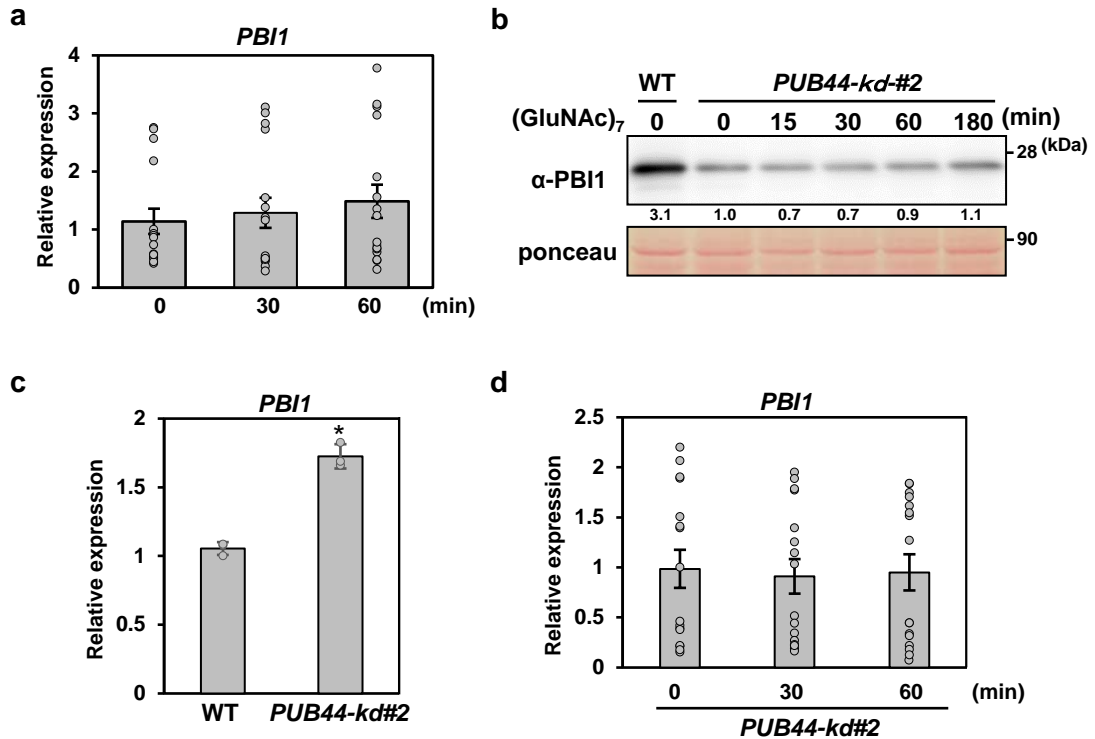 a
PBI1
Relative expression
4
3
2
1
0
0 30 60 (min)
b
WT PUB44-kd-#2
(GluNAc)7 0 0 15 30 60 180 (min)
28 (kDa)
α-PBI1
3.1 1.0 0.7 0.7 0.9 1.1
90
ponceau
c
PBI1
Relative expression
2
1.5
1
0.5
0
*
WT PUB44-kd#2
d
PBI1
Relative expression
2.5
2
1.5
1
0.5
0
0 30 60 (min)
PUB44-kd#2